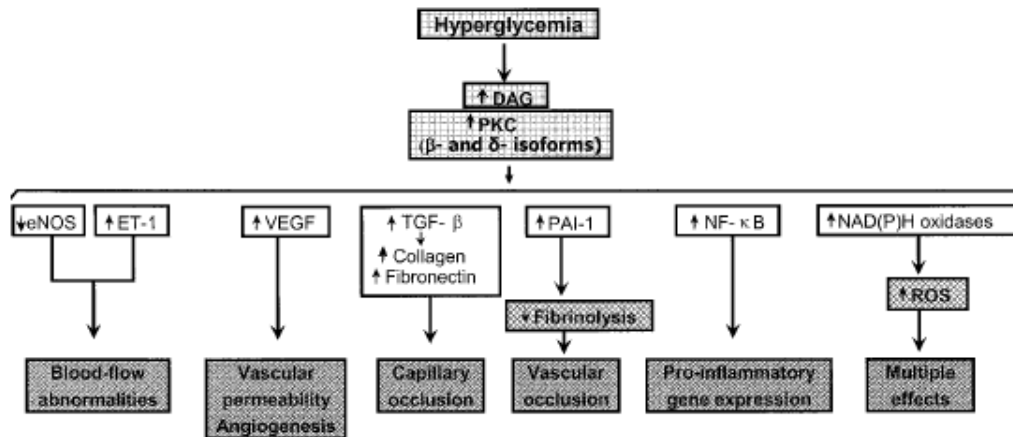 Hyperglycemia
↑ DAG
↑PKC
(β- and δ- isoforms)
↓eNOS
↑ET-1
↑VEGF
↑ TGF- β
↓
↑ Collagen
↑ Fibronectin
↑PAI-1
↑ NF- κB
↑NAD(P)H oxidases
↓ Fibrinolysis
↑ROS
Blood-flow
abnormalities
Vascular
permeability
Angiogenesis
Capillary
occlusion
Vascular
occlusion
Pro-inflammatory
gene expression
Multiple
effects